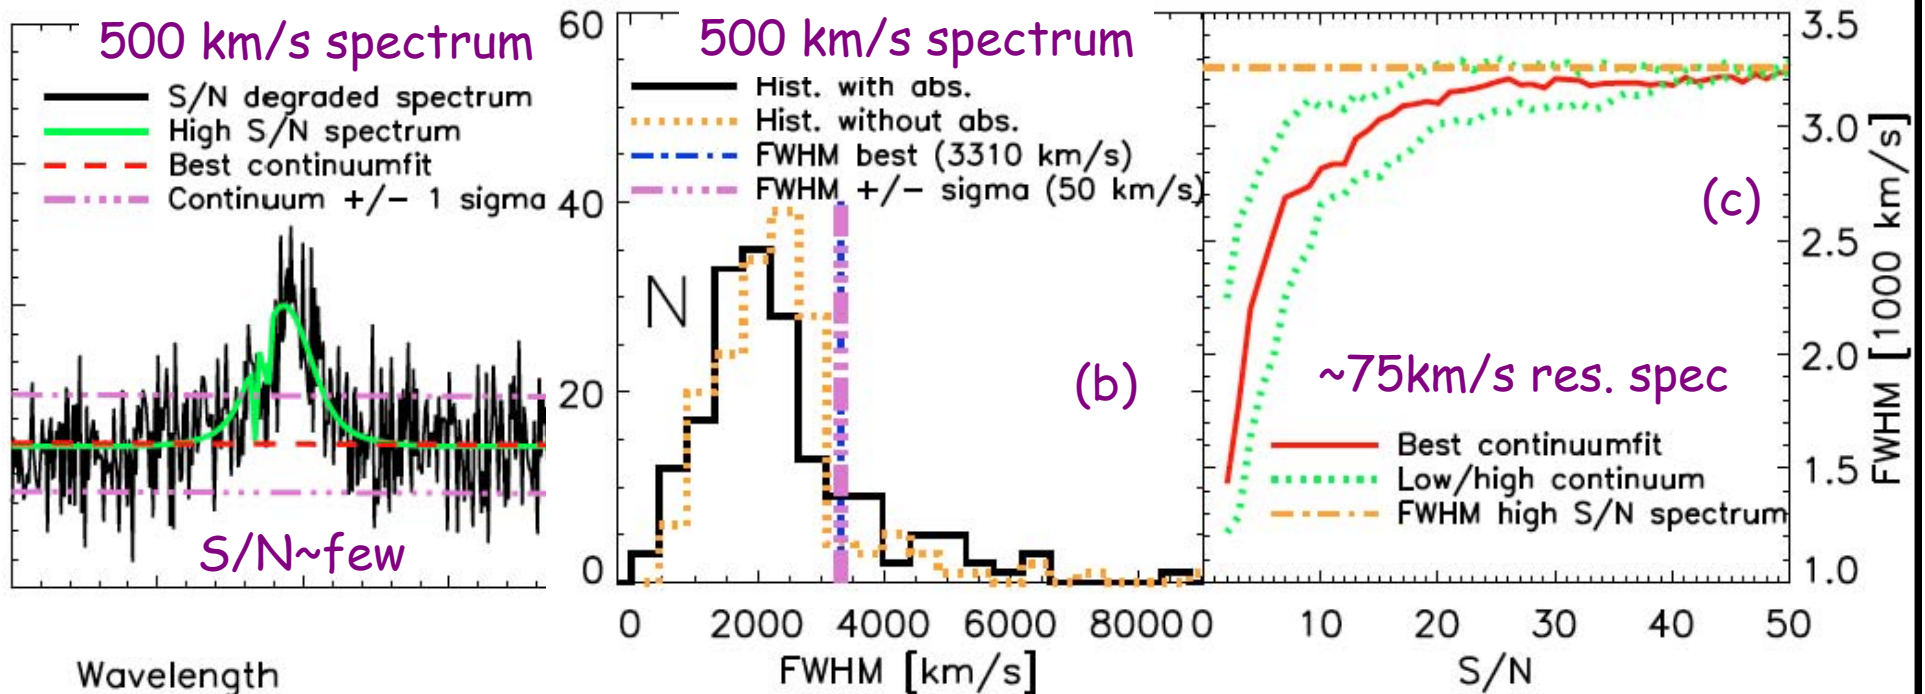 500 km/s spectrum
S/N degraded spectrum
High S/N spectrum
Best continuumfit
Continuum +/− 1 sigma
S/N~few
Wavelength
500 km/s spectrum
Hist. with abs.
Hist. without abs.
FWHM best (3310 km/s)
FWHM +/− sigma (50 km/s)
N
(b)
60
40
20
0
0 2000 4000 6000 8000
FWHM [km/s]
(c)
~75km/s res. spec
Best continuumfit
Low/high continuum
FWHM high S/N spectrum
0 10 20 30 40 50
S/N
3.5
3.0
2.5
2.0
1.5
1.0
FWHM [1000 km/s]